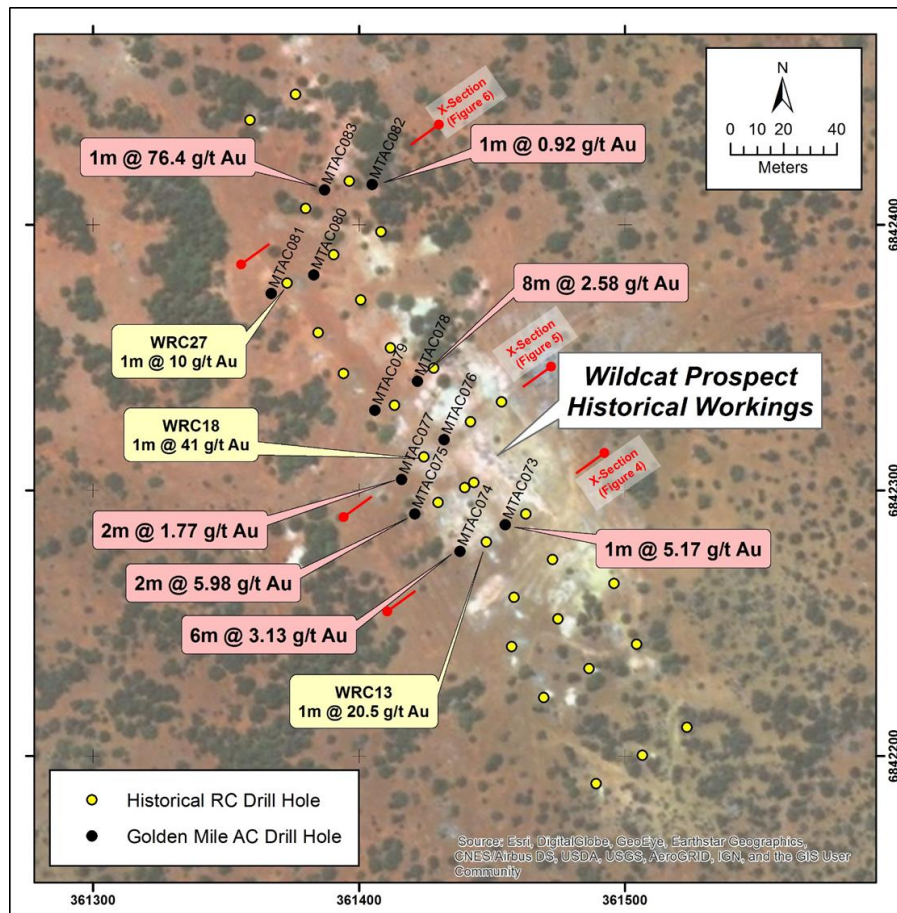 N
0 10 20 40
Meters
X-Section
(Figure 6)
MTAC083
MTAC082
1m @ 76.4 g/t Au
1m @ 0.92 g/t Au
6842400
MTAC081
MTAC080
WRC27
1m @ 10 g/t Au
8m @ 2.58 g/t Au
MTAC079
MTAC078
X-Section
(Figure 5)
Wildcat Prospect
Historical Workings
WRC18
1m @ 41 g/t Au
MTAC077
MTAC076
MTAC075
X-Section
(Figure 4)
6842300
MTAC074
MTAC073
2m @ 1.77 g/t Au
1m @ 5.17 g/t Au
2m @ 5.98 g/t Au
6m @ 3.13 g/t Au
WRC13
1m @ 20.5 g/t Au
6842200
Historical RC Drill Hole
Golden Mile AC Drill Hole
Source: Esri, DigitalGlobe, GeoEye, Earthstar Geographics,
CNES/Airbus DS, USDA, USGS, AeroGRID, IGN, and the GIS User
Community
361300 361400 361500